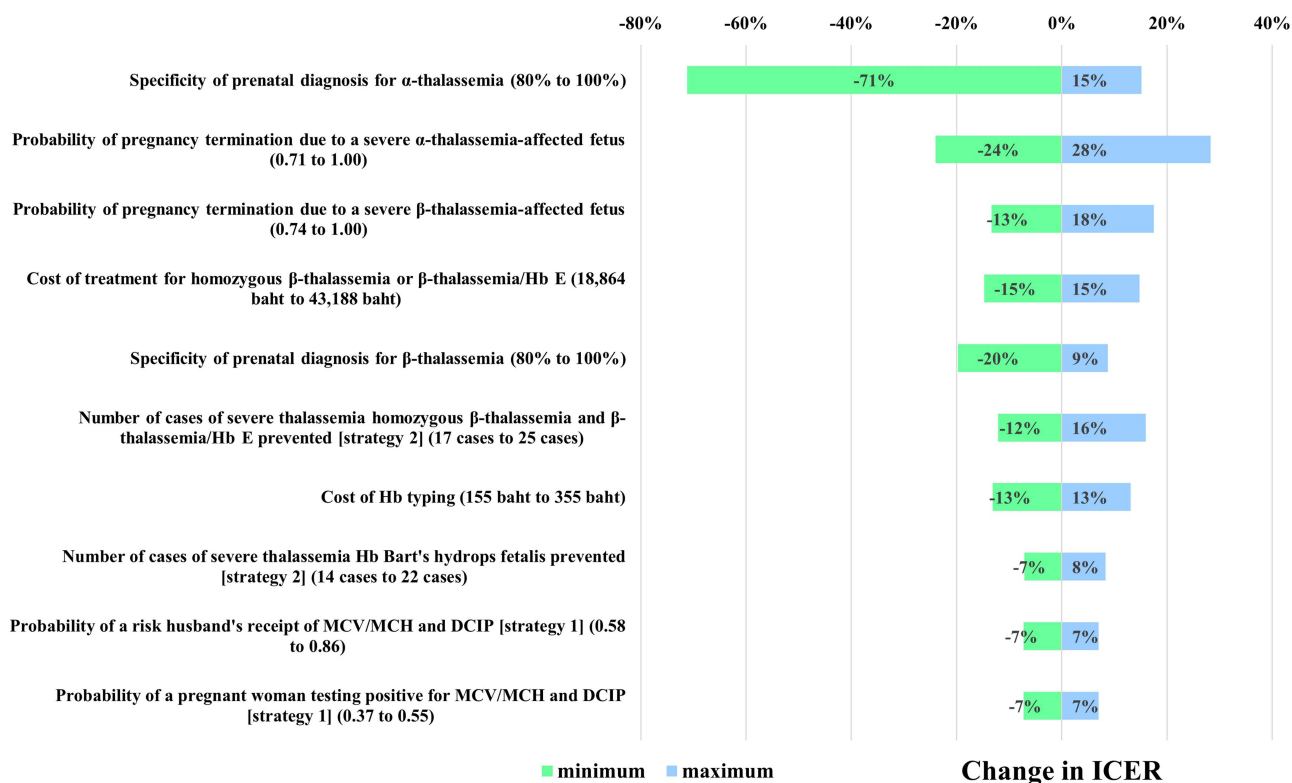 -80% -60% -40% -20% 0% 20% 40%
Specificity of prenatal diagnosis for α-thalassemia (80% to 100%)
-71% 15%
Probability of pregnancy termination due to a severe α-thalassemia-affected fetus
(0.71 to 1.00)
-24% 28%
Probability of pregnancy termination due to a severe β-thalassemia-affected fetus
(0.74 to 1.00)
-13% 18%
Cost of treatment for homozygous β-thalassemia or β-thalassemia/Hb E (18,864
baht to 43,188 baht)
-15% 15%
Specificity of prenatal diagnosis for β-thalassemia (80% to 100%)
-20% 9%
Number of cases of severe thalassemia homozygous β-thalassemia and β-
thalassemia/Hb E prevented [strategy 2] (17 cases to 25 cases)
-12% 16%
Cost of Hb typing (155 baht to 355 baht)
-13% 13%
Number of cases of severe thalassemia Hb Bart's hydrops fetalis prevented
[strategy 2] (14 cases to 22 cases)
-7% 8%
Probability of a risk husband's receipt of MCV/MCH and DCIP [strategy 1] (0.58
to 0.86)
-7% 7%
Probability of a pregnant woman testing positive for MCV/MCH and DCIP
[strategy 1] (0.37 to 0.55)
-7% 7%
minimum maximum
Change in ICER